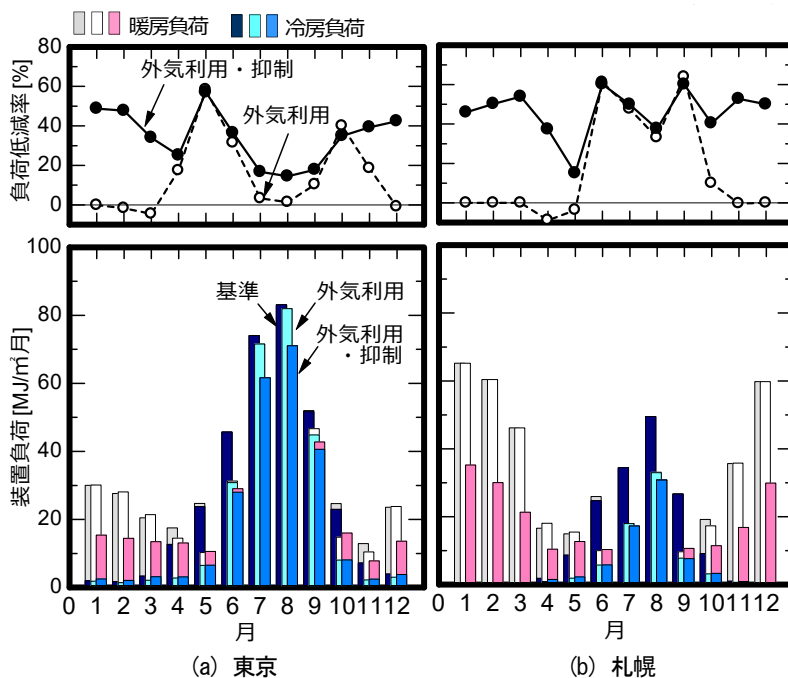 暖房負荷 冷房負荷
負荷低減率[%]
80
60
40
20
0
外気利用・抑制
外気利用
装置負荷[MJ/㎡月]
100
80
60
40
20
0
基準
外気利用
外気利用
・抑制
1 2 3 4 5 6 7 8 9 10 11 12
月
(a) 東京
0 1 2 3 4 5 6 7 8 9 10 11 12
月
(b) 札幌